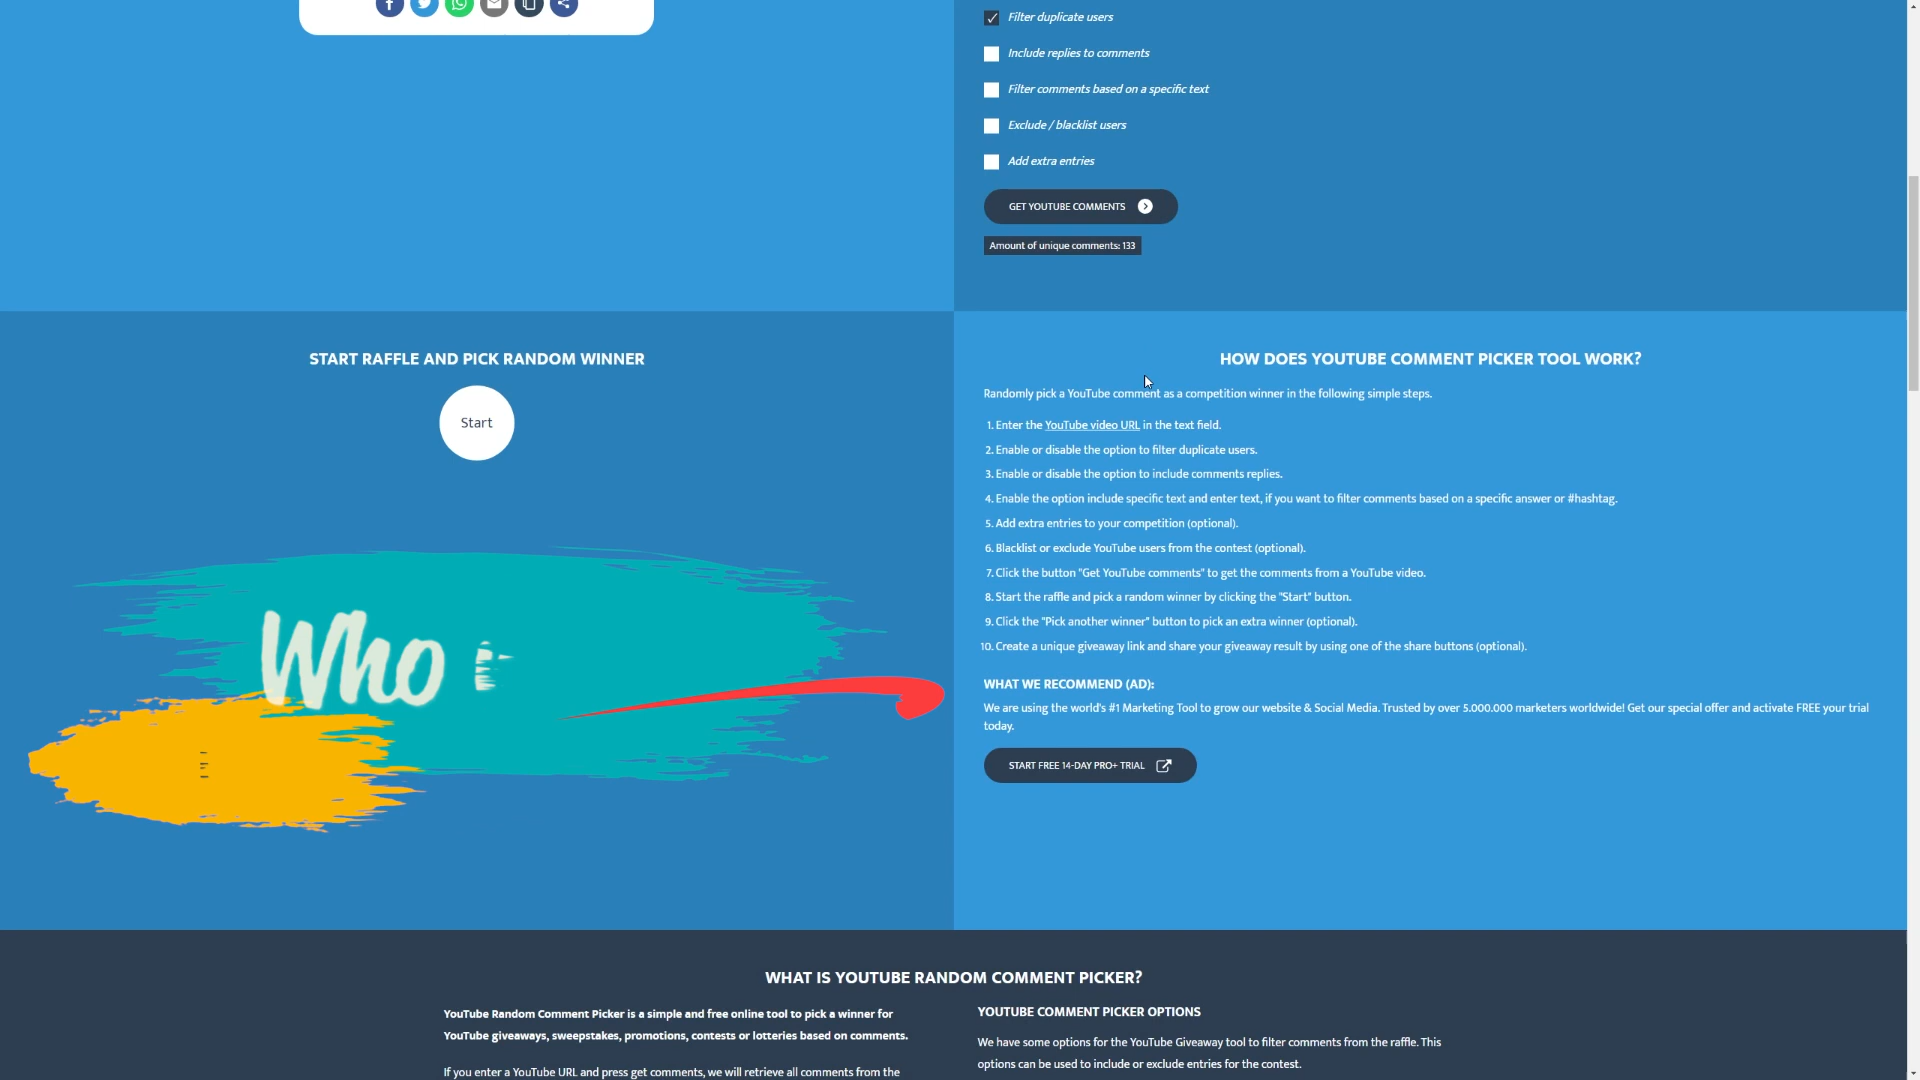 Filter duplicate users
Include replies to comments
Filter comments based on a specific text
Exclude / blacklist users
Add extra entries
GET YOUTUBE COMMENTS
Amount of unique comments: 133
START RAFFLE AND PICK RANDOM WINNER
Start
Who
HOW DOES YOUTUBE COMMENT PICKER TOOL WORK?
Randomly pick a YouTube comment as a competition winner in the following simple steps.
1. Enter the YouTube video URL in the text field.
2. Enable or disable the option to filter duplicate users.
3. Enable or disable the option to include comments replies.
4. Enable the option include specific text and enter text, if you want to filter comments based on a specific answer or #hashtag.
5. Add extra entries to your competition (optional).
6. Blacklist or exclude YouTube users from the contest (optional).
7. Click the button "Get YouTube comments" to get the comments from a YouTube video.
8. Start the raffle and pick a random winner by clicking the "Start" button.
9. Click the "Pick another winner" button to pick an extra winner (optional).
10. Create a unique giveaway link and share your giveaway result by using one of the share buttons (optional).
WHAT WE RECOMMEND (AD):
We are using the world's #1 Marketing Tool to grow our website & Social Media. Trusted by over 5.000.000 marketers worldwide! Get our special offer and activate FREE your trial
today.
START FREE 14-DAY PRO+ TRIAL
WHAT IS YOUTUBE RANDOM COMMENT PICKER?
YouTube Random Comment Picker is a simple and free online tool to pick a winner for
YouTube giveaways, sweepstakes, promotions, contests or lotteries based on comments.
If you enter a YouTube URL and press get comments, we will retrieve all comments from the
YOUTUBE COMMENT PICKER OPTIONS
We have some options for the YouTube Giveaway tool to filter comments from the raffle. This
options can be used to include or exclude entries for the contest.